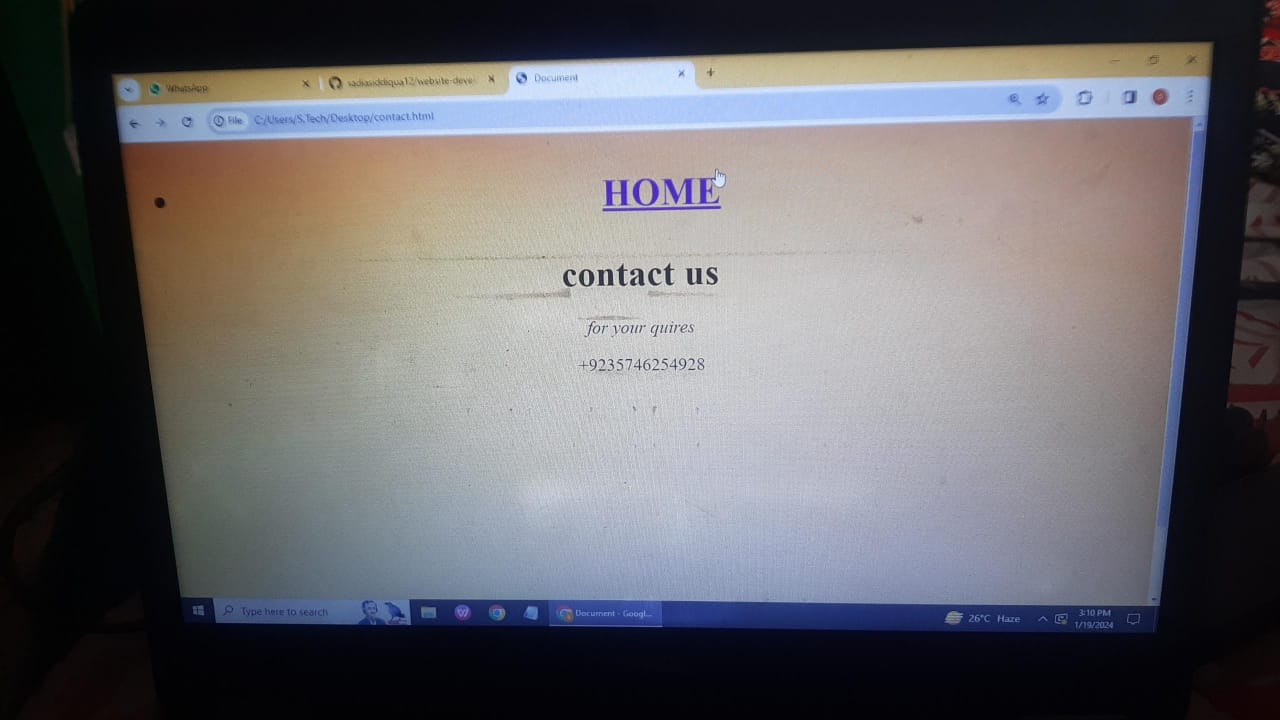 WhatsApp
sadiasiddiqua12/website-devel
Document
File
C:/Users/S.Tech/Desktop/contact.html
HOME
contact us
for your quires
+9235746254928
Type here to search
Document - Googl...
26°C Haze
3:10 PM
1/19/2024